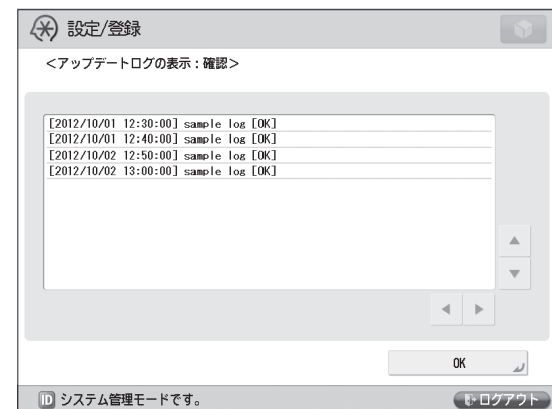 設定/登録
<アップデートログの表示:確認>
[2012/10/01 12:30:00] sample log [OK]
[2012/10/01 12:40:00] sample log [OK]
[2012/10/02 12:50:00] sample log [OK]
[2012/10/02 13:00:00] sample log [OK]
OK
ID システム管理モードです。
ログアウト